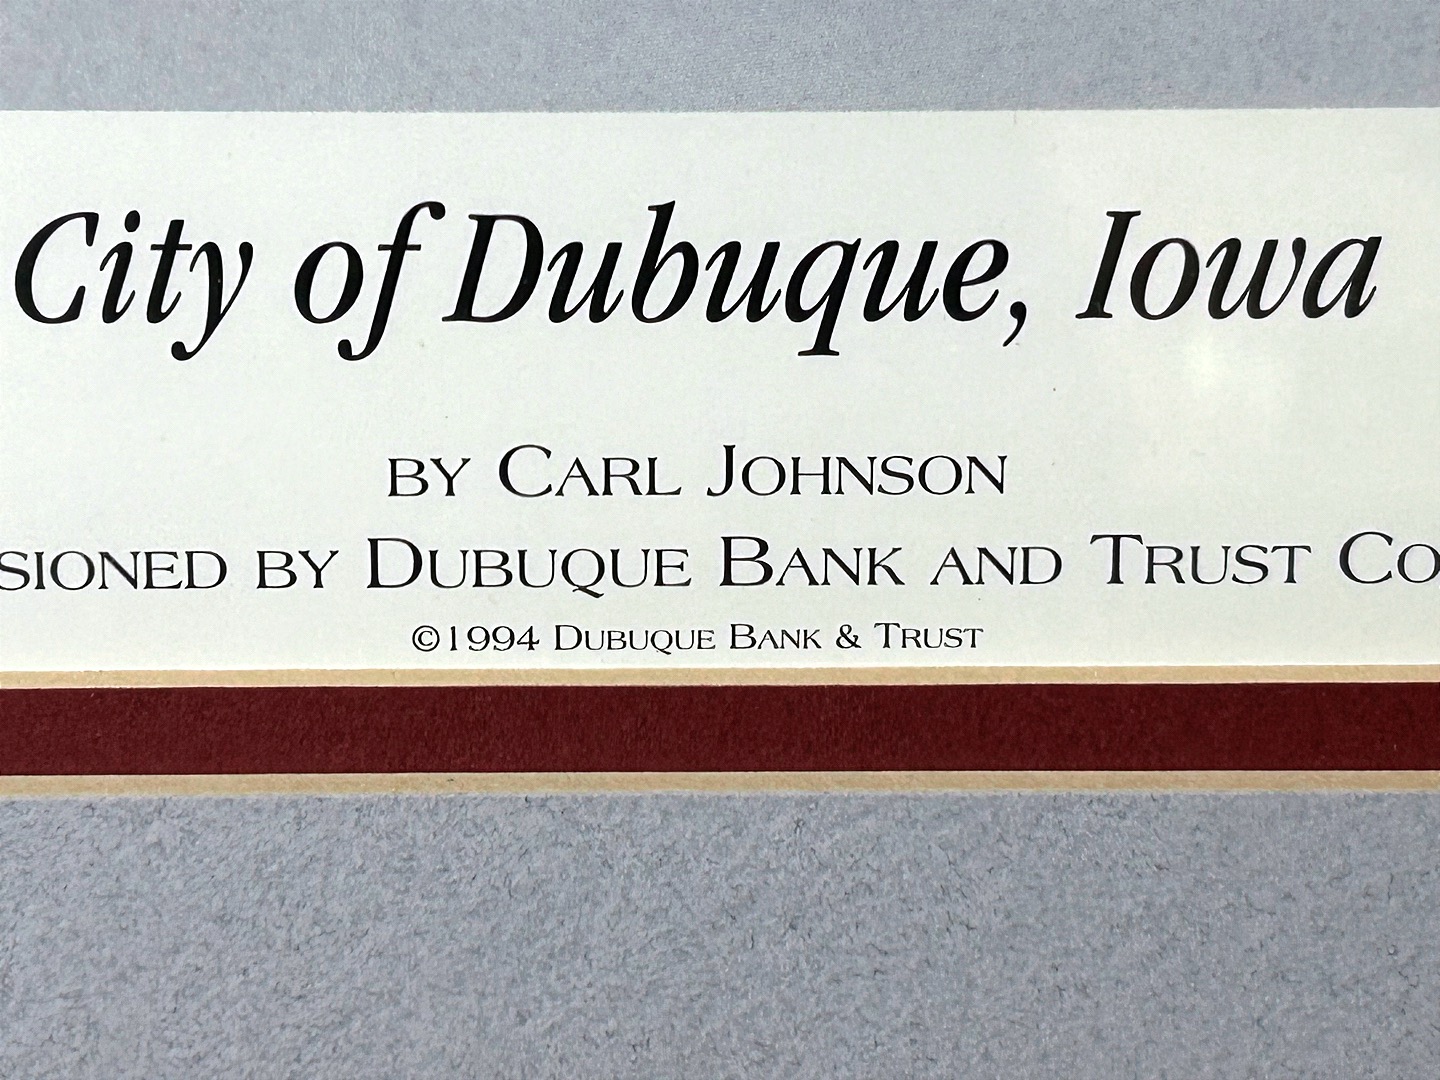 City of Dubuque, Iowa
BY CARL JOHNSON
SIONED BY DUBUQUE BANK AND TRUST CO
©1994 DUBUQUE BANK & TRUST